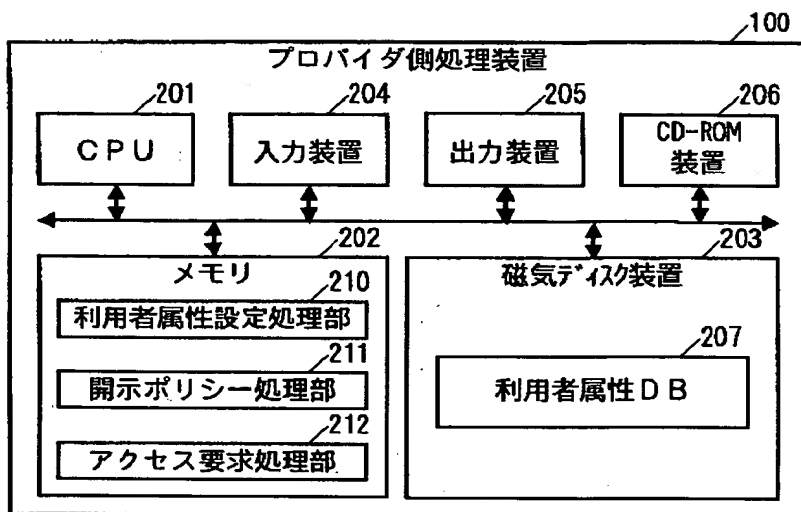 100
プロバイダ側処理装置
201
204
205
206
CPU
入力装置
出力装置
CD-ROM
装置
202
203
メモリ
磁気ディスク装置
210
利用者属性設定処理部
211
開示ポリシー処理部
212
アクセス要求処理部
207
利用者属性DB